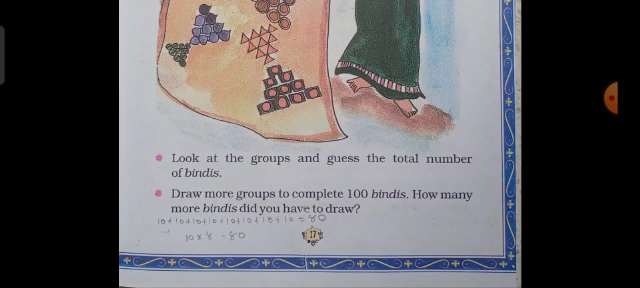 Look at the groups and guess the total number
of bindis.
Draw more groups to complete 100 bindis. How many
more bindis did you have to draw?
10+10+10+10+10+10+10+10 = 80
10 x 8 = 80
17